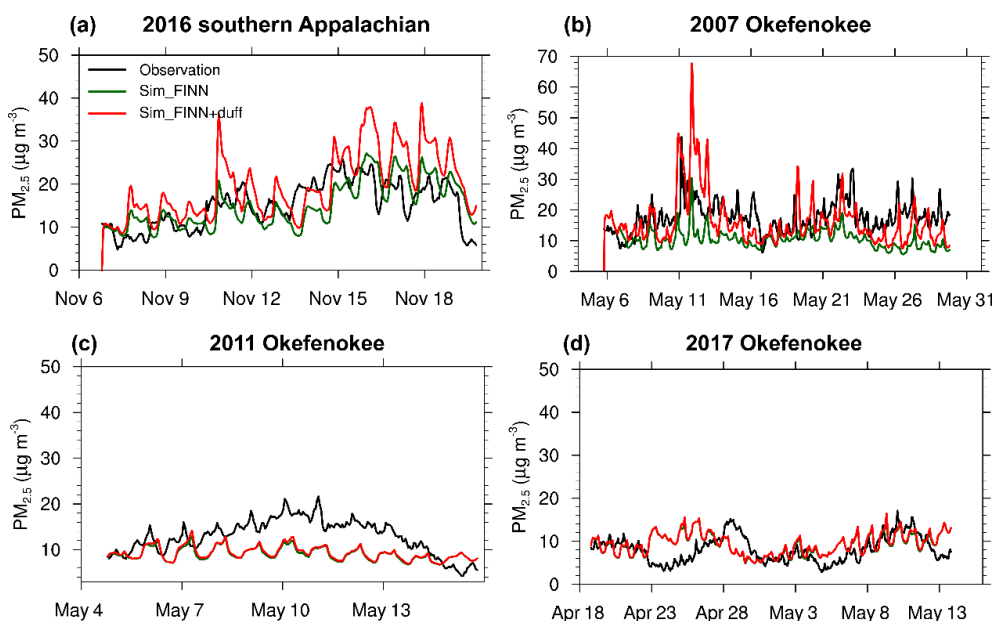 (a) 2016 southern Appalachian
50
40
30
20
10
0
PM2.5 (µg m-3)
Observation
Sim_FINN
Sim_FINN+duff
Nov 6 Nov 9 Nov 12 Nov 15 Nov 18
(b) 2007 Okefenokee
70
60
50
40
30
20
10
0
PM2.5 (µg m-3)
May 6 May 11 May 16 May 21 May 26 May 31
(c) 2011 Okefenokee
50
40
30
20
10
PM2.5 (µg m-3)
May 4 May 7 May 10 May 13
(d) 2017 Okefenokee
50
40
30
20
10
0
PM2.5 (µg m-3)
Apr 18 Apr 23 Apr 28 May 3 May 8 May 13